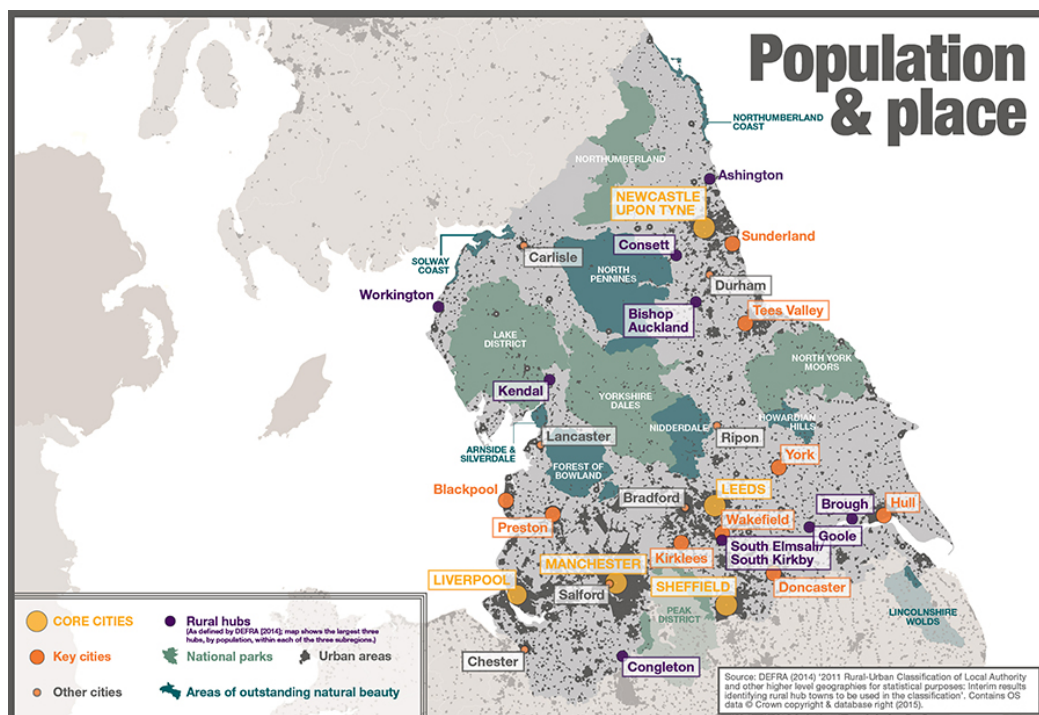 Population
& place
NORTHUMBERLAND
COAST
NORTHUMBERLAND
Ashington
NEWCASTLE
UPON TYNE
Sunderland
Consett
SOLWAY
COAST
Carlisle
NORTH
PENNINES
Durham
Workington
Bishop
Auckland
Tees Valley
LAKE
DISTRICT
NORTH YORK
MOORS
Kendal
YORKSHIRE
DALES
HOWARDIAN
HILLS
NIDDERDALE
Ripon
Lancaster
ARNSIDE &
SILVERDALE
FOREST OF
BOWLAND
York
Blackpool
Bradford
LEEDS
Brough
Hull
Preston
Wakefield
Goole
South Elmsall/
South Kirkby
Kirklees
MANCHESTER
LIVERPOOL
SHEFFIELD
Doncaster
Salford
PEAK
DISTRICT
LINCOLNSHIRE
WOLDS
Chester
Congleton
CORE CITIES
Rural hubs
(As defined by DEFRA (2014); map shows the largest three
hubs, by population, within each of the three subregions.)
Key cities
National parks
Urban areas
Other cities
Areas of outstanding natural beauty
Source: DEFRA (2014) '2011 Rural-Urban Classification of Local Authority
and other higher level geographies for statistical purposes: Interim results
identifying rural hub towns to be used in the classification'. Contains OS
data © Crown copyright & database right (2015).